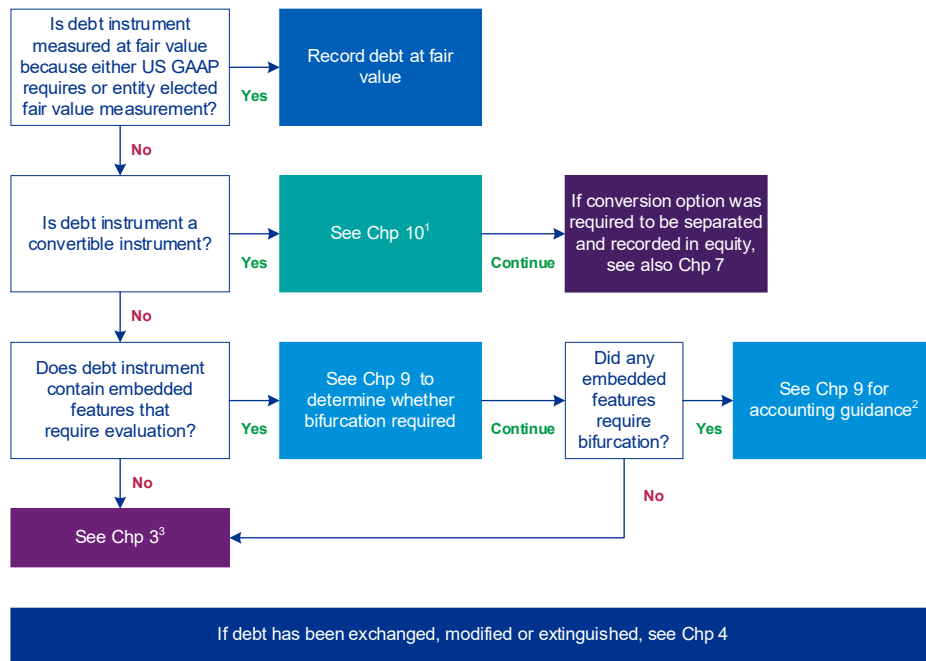 Is debt instrument
measured at fair value
because either US GAAP
requires or entity elected
fair value measurement?
Yes
Record debt at fair
value
No
Is debt instrument a
convertible instrument?
Yes
See Chp 10¹
Continue
If conversion option was
required to be separated
and recorded in equity,
see also Chp 7
No
Does debt instrument
contain embedded
features that
require evaluation?
Yes
See Chp 9 to
determine whether
bifurcation required
Continue
Did any
embedded
features
require
bifurcation?
Yes
See Chp 9 for
accounting guidance²
No
No
See Chp 3³
If debt has been exchanged, modified or extinguished, see Chp 4